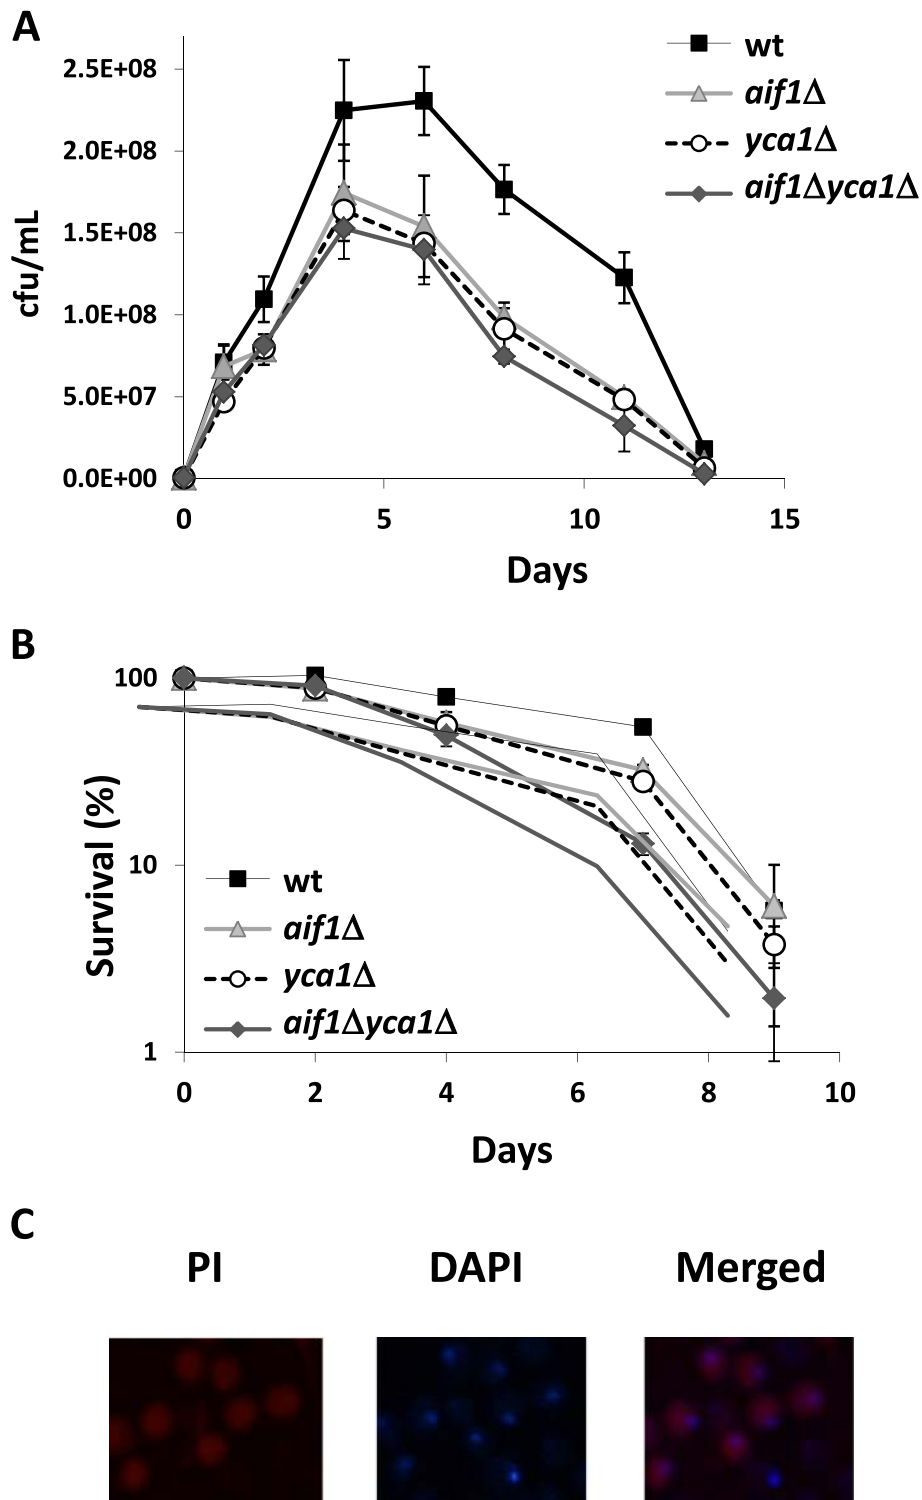 A
wt
aif1Δ
yca1Δ
aif1Δyca1Δ
cfu/mL
2.5E+08
2.0E+08
1.5E+08
1.0E+08
5.0E+07
0.0E+00
0 5 10 15
Days
B
Survival (%)
100
10
1
wt
aif1Δ
yca1Δ
aif1Δyca1Δ
0 2 4 6 8 10
Days
C
PI DAPI Merged